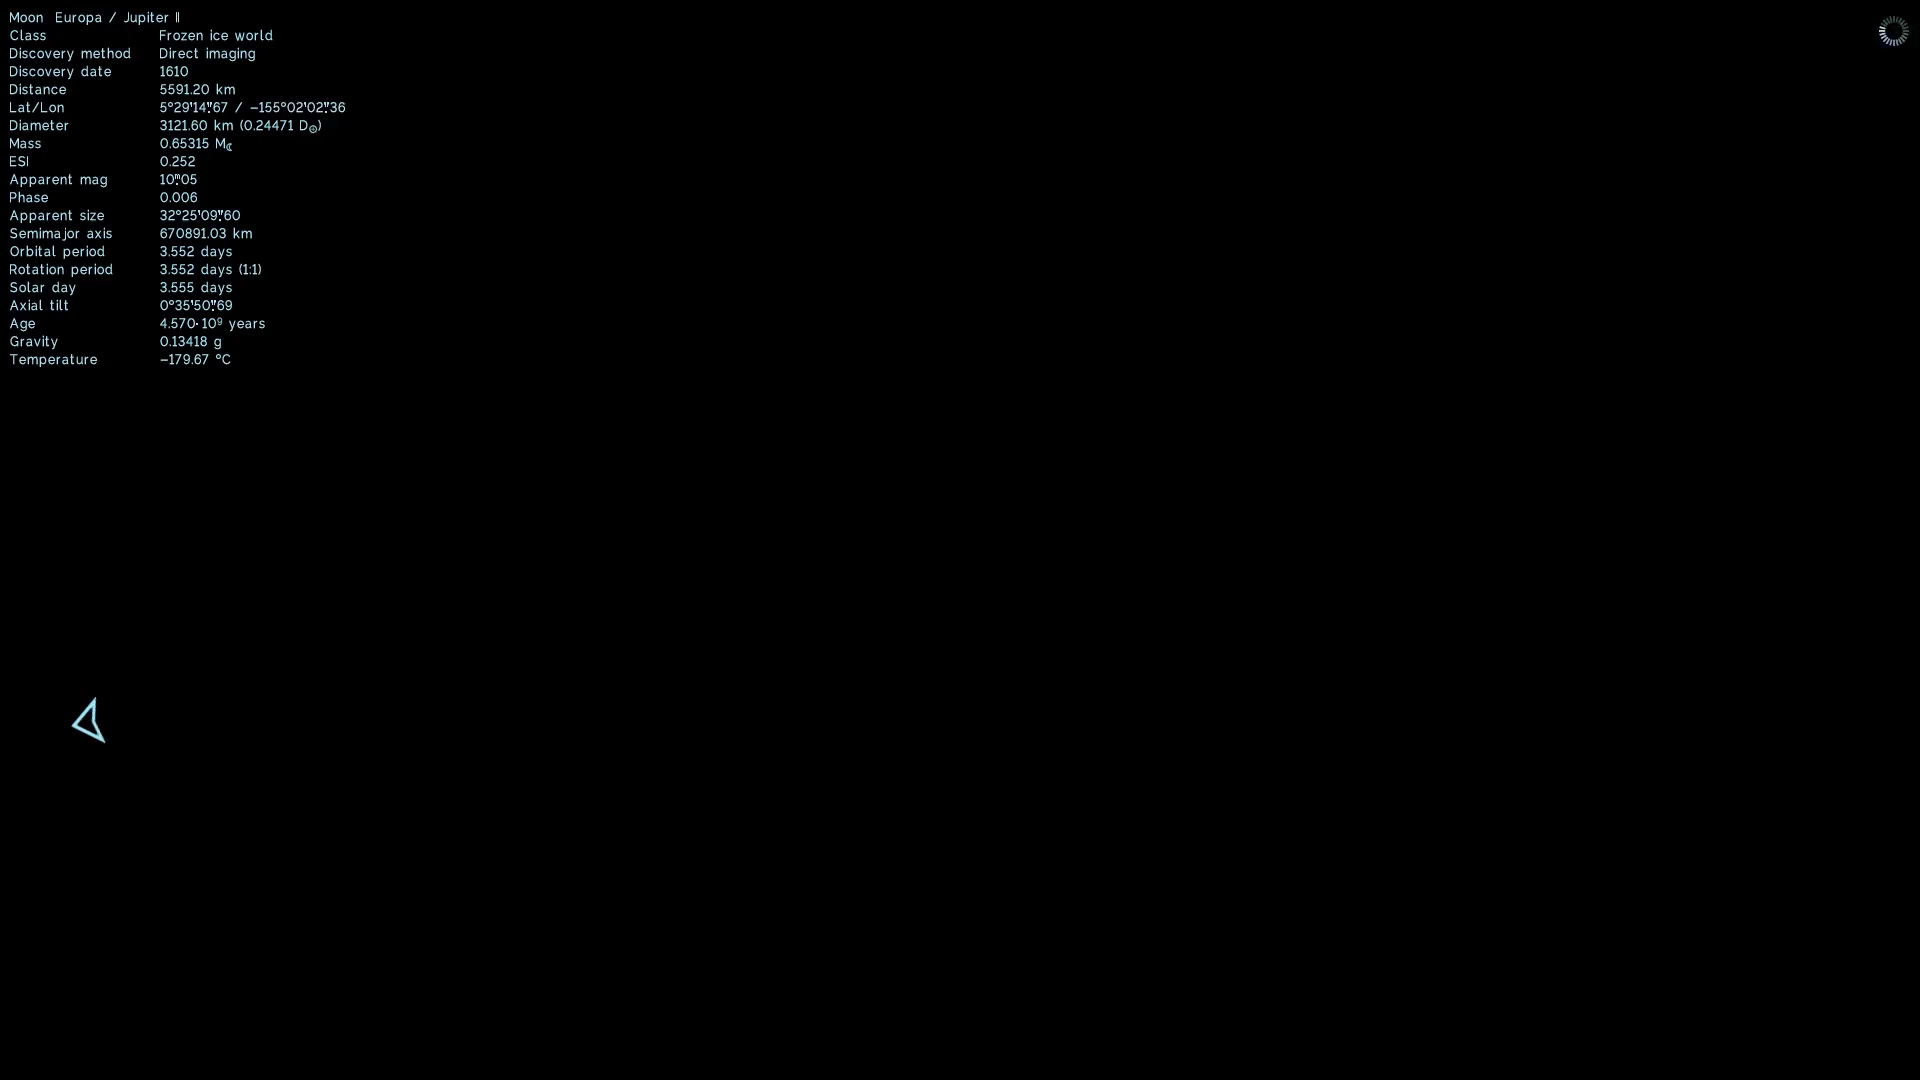 Moon Europa / Jupiter II
Class Frozen ice world
Discovery method Direct imaging
Discovery date 1610
Distance 5591.20 km
Lat/Lon 5°29'14."67 / −155°02'02."36
Diameter 3121.60 km (0.24471 D⊕)
Mass 0.65315 M☾
ESI 0.252
Apparent mag 10.ᵐ05
Phase 0.006
Apparent size 32°25'09."60
Semimajor axis 670891.03 km
Orbital period 3.552 days
Rotation period 3.552 days (1:1)
Solar day 3.555 days
Axial tilt 0°35'50."69
Age 4.570·10⁹ years
Gravity 0.13418 g
Temperature −179.67 °C